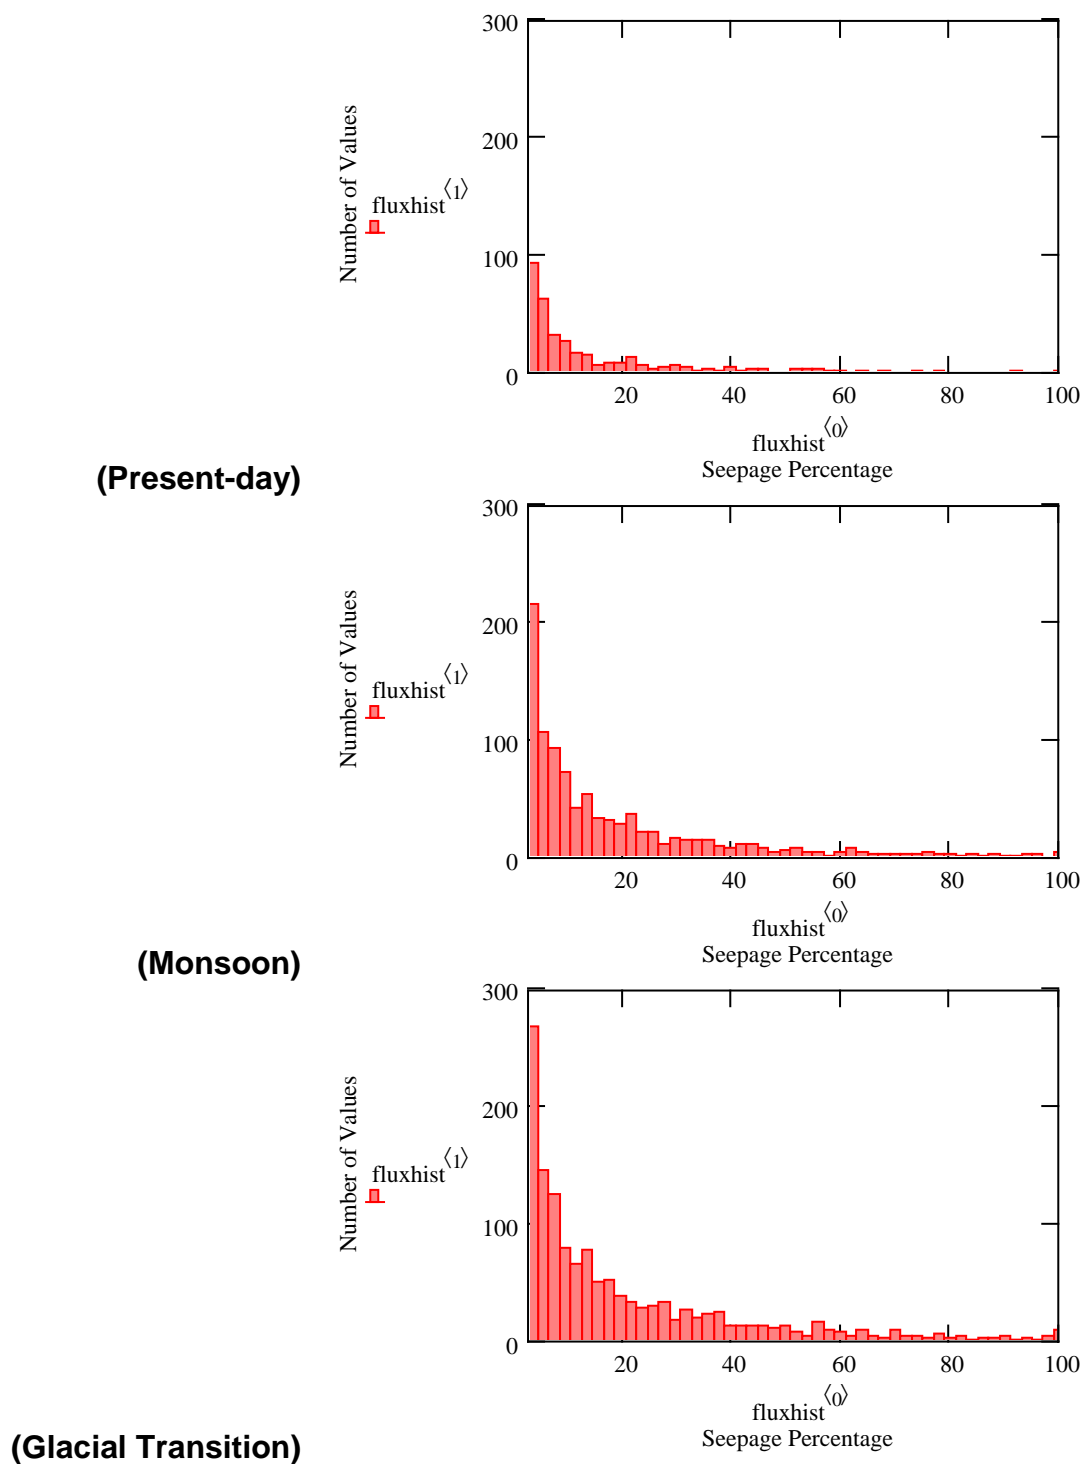 300
200
100
0
Number of Values
fluxhist⟨1⟩
20 40 60 80 100
fluxhist⟨0⟩
Seepage Percentage
(Present-day)
300
200
100
0
Number of Values
fluxhist⟨1⟩
20 40 60 80 100
fluxhist⟨0⟩
Seepage Percentage
(Monsoon)
300
200
100
0
Number of Values
fluxhist⟨1⟩
20 40 60 80 100
fluxhist⟨0⟩
Seepage Percentage
(Glacial Transition)